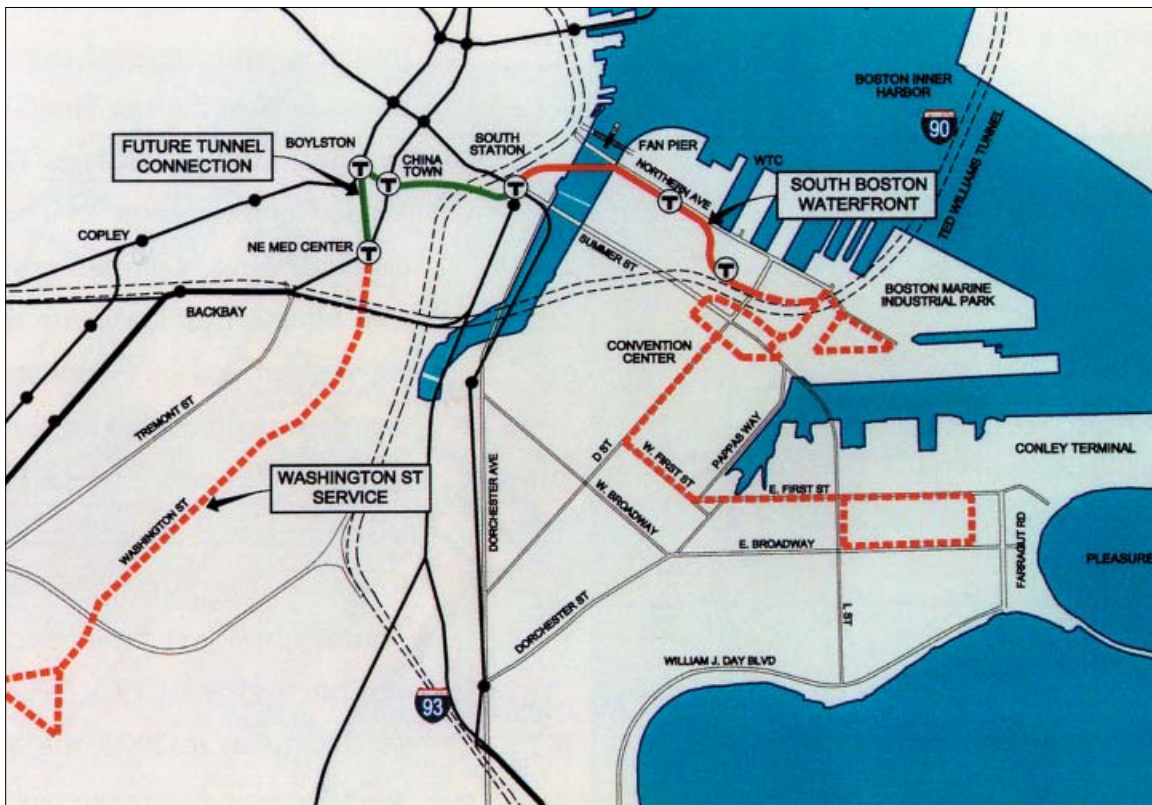 BOSTON INNER
HARBOR
90
TED WILLIAMS TUNNEL
FUTURE TUNNEL
CONNECTION
BOYLSTON
CHINA
TOWN
SOUTH
STATION
FAN PIER
WTC
NORTHERN AVE
SOUTH BOSTON
WATERFRONT
T
T
T
T
T
T
COPLEY
NE MED CENTER
SUMMER ST
BACKBAY
BOSTON MARINE
INDUSTRIAL PARK
CONVENTION
CENTER
TREMONT ST
D ST
W. FIRST ST
PAPPAS WAY
CONLEY TERMINAL
WASHINGTON ST
SERVICE
WASHINGTON ST
DORCHESTER AVE
W. BROADWAY
E. FIRST ST
E. BROADWAY
FARRAGUT RD
PLEASURE
DORCHESTER ST
L ST
WILLIAM J. DAY BLVD
93